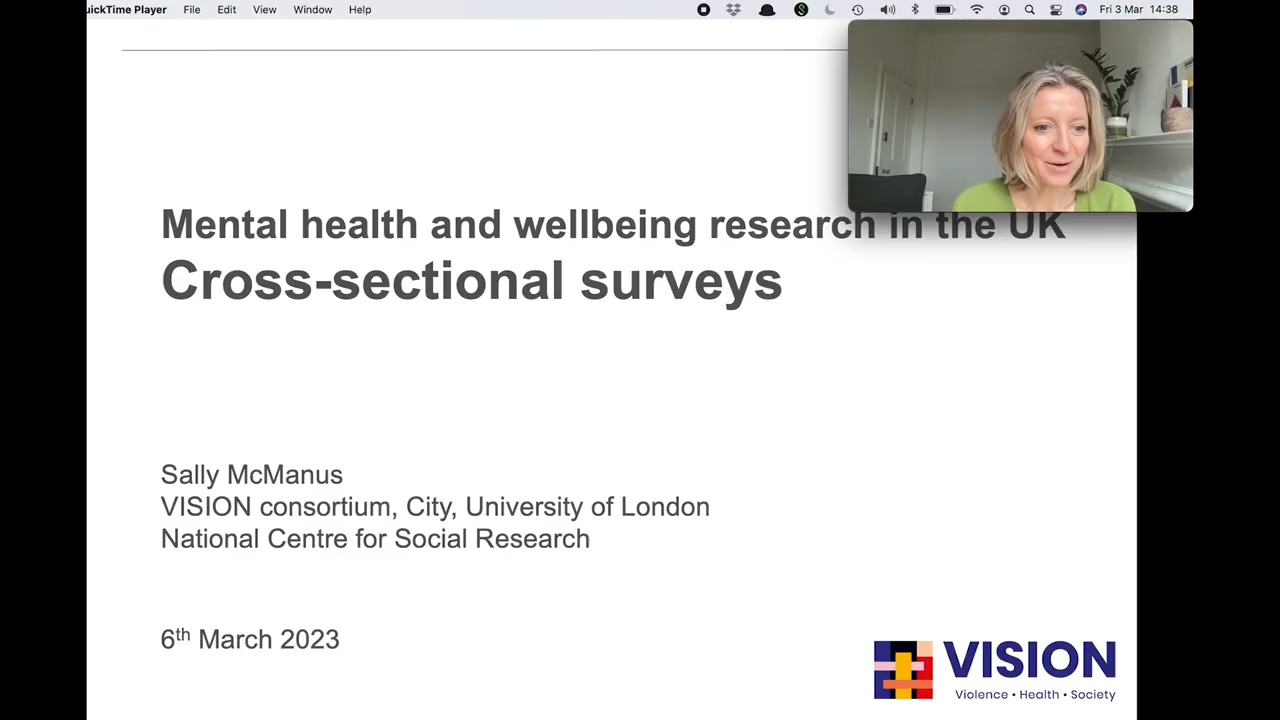 uickTime Player File Edit View Window Help Fri 3 Mar 14:38
Mental health and wellbeing research in the UK
Cross-sectional surveys
Sally McManus
VISION consortium, City, University of London
National Centre for Social Research
6th March 2023
VISION
Violence • Health • Society